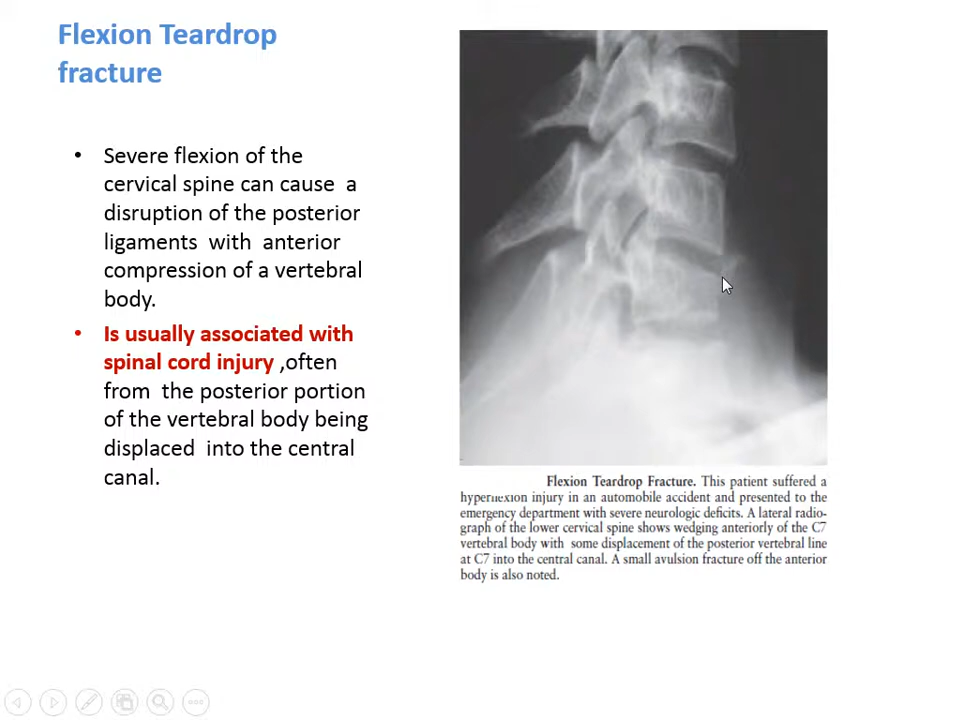 Flexion Teardrop
fracture
• Severe flexion of the
cervical spine can cause a
disruption of the posterior
ligaments with anterior
compression of a vertebral
body.
• Is usually associated with
spinal cord injury ,often
from the posterior portion
of the vertebral body being
displaced into the central
canal.
Flexion Teardrop Fracture. This patient suffered a
hyperflexion injury in an automobile accident and presented to the
emergency department with severe neurologic deficits. A lateral radio-
graph of the lower cervical spine shows wedging anteriorly of the C7
vertebral body with some displacement of the posterior vertebral line
at C7 into the central canal. A small avulsion fracture off the anterior
body is also noted.